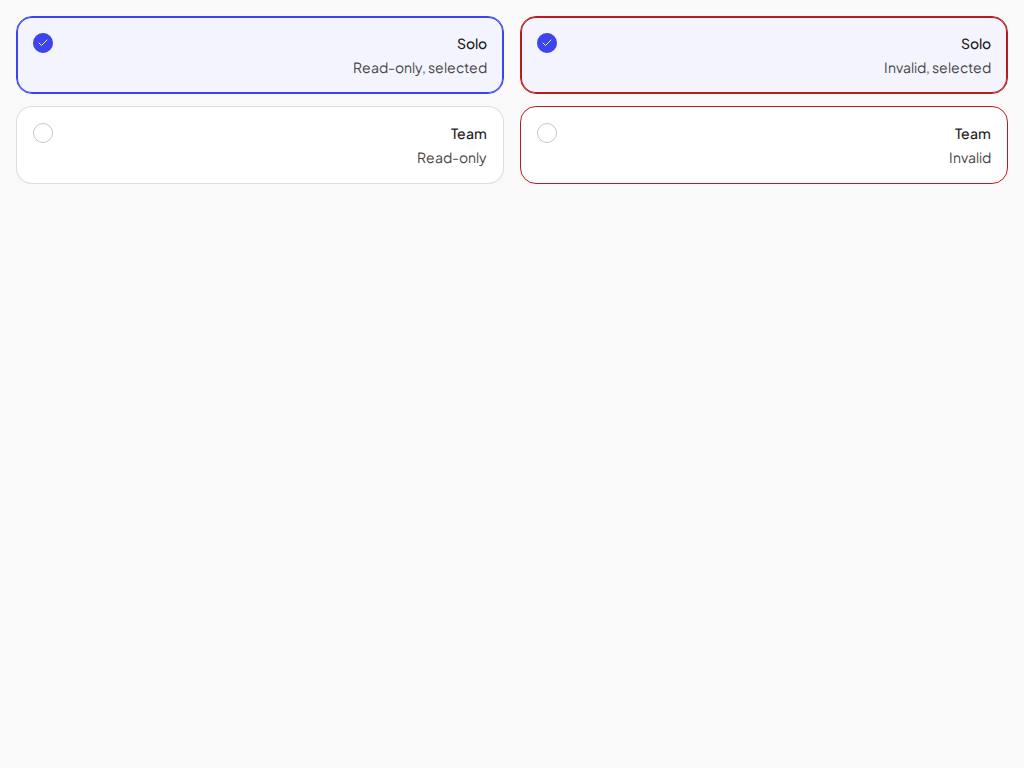 Solo
Read-only, selected
Solo
Invalid, selected
Team
Read-only
Team
Invalid